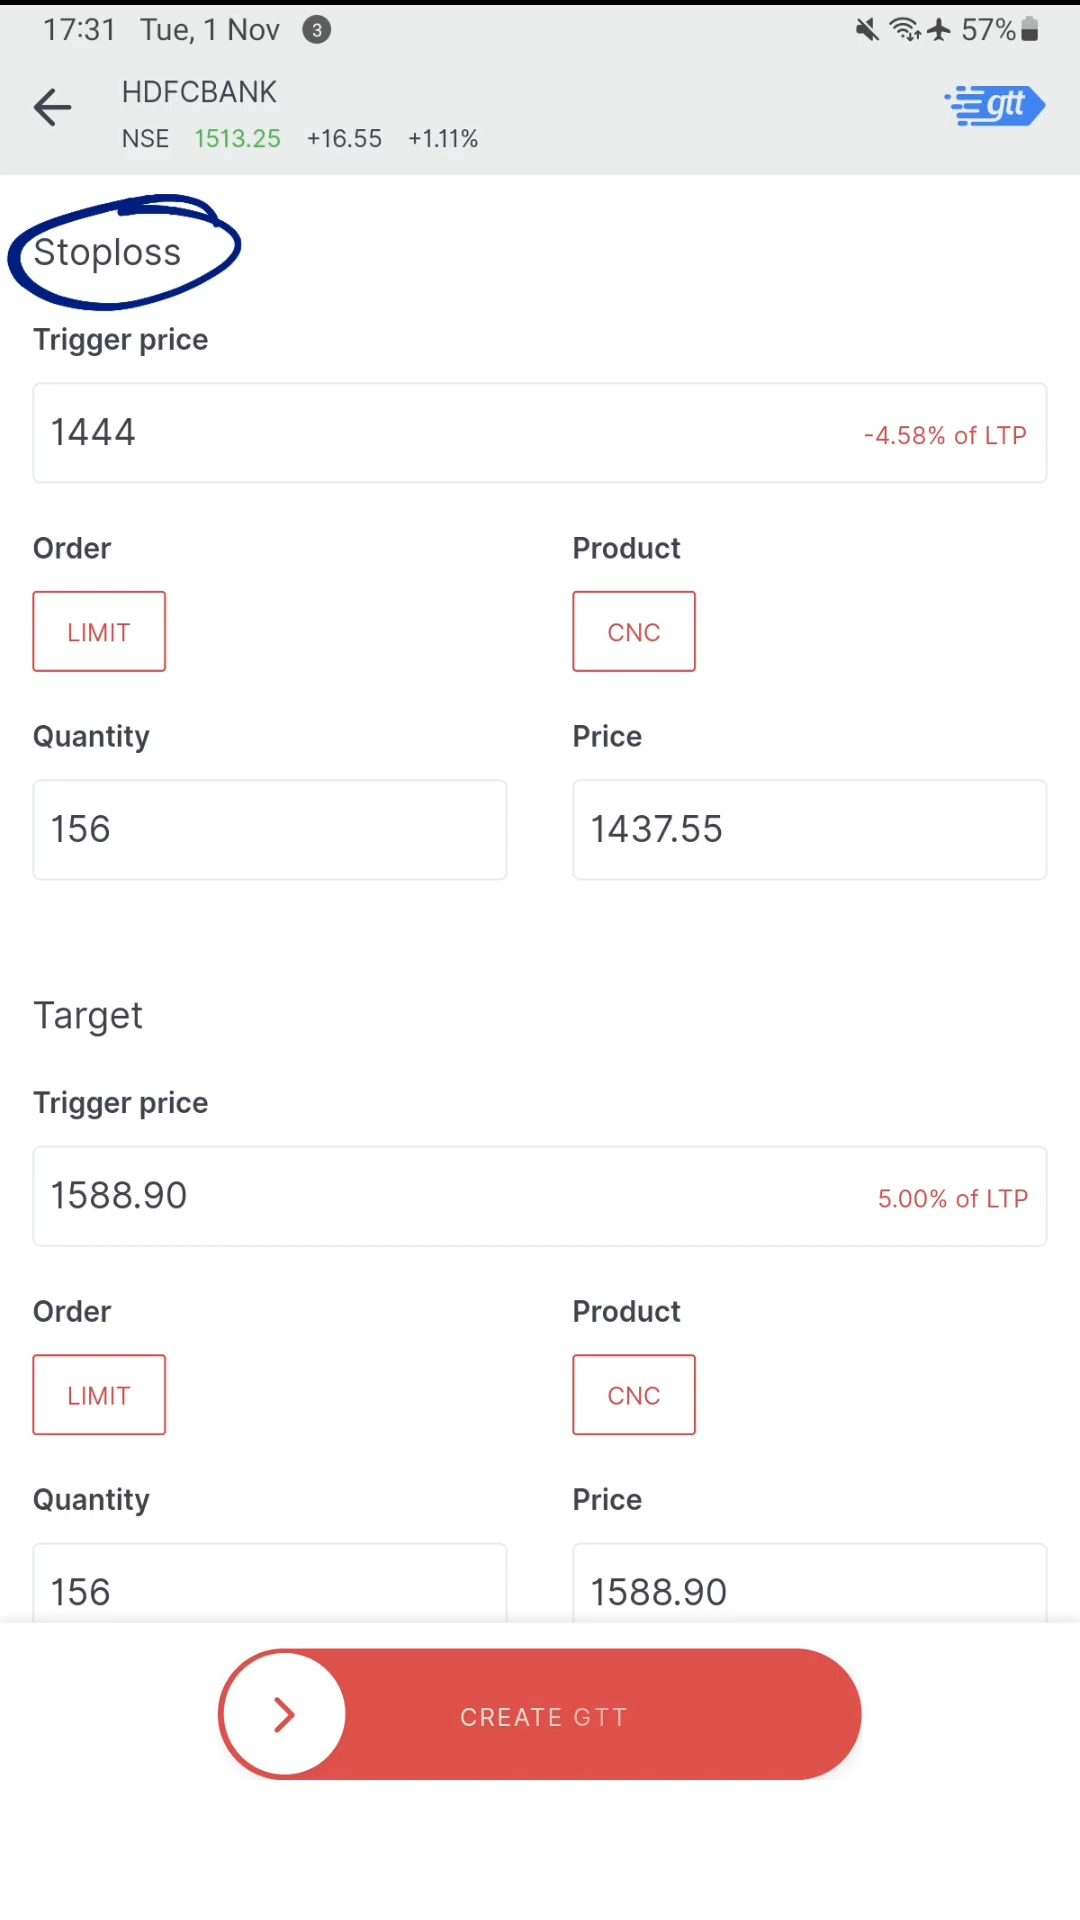 17:31 Tue, 1 Nov 3 57%
HDFCBANK
gtt
NSE 1513.25 +16.55 +1.11%
Stoploss
Trigger price
1444 -4.58% of LTP
Order Product
LIMIT CNC
Quantity Price
156 1437.55
Target
Trigger price
1588.90 5.00% of LTP
Order Product
LIMIT CNC
Quantity Price
156 1588.90
CREATE GTT